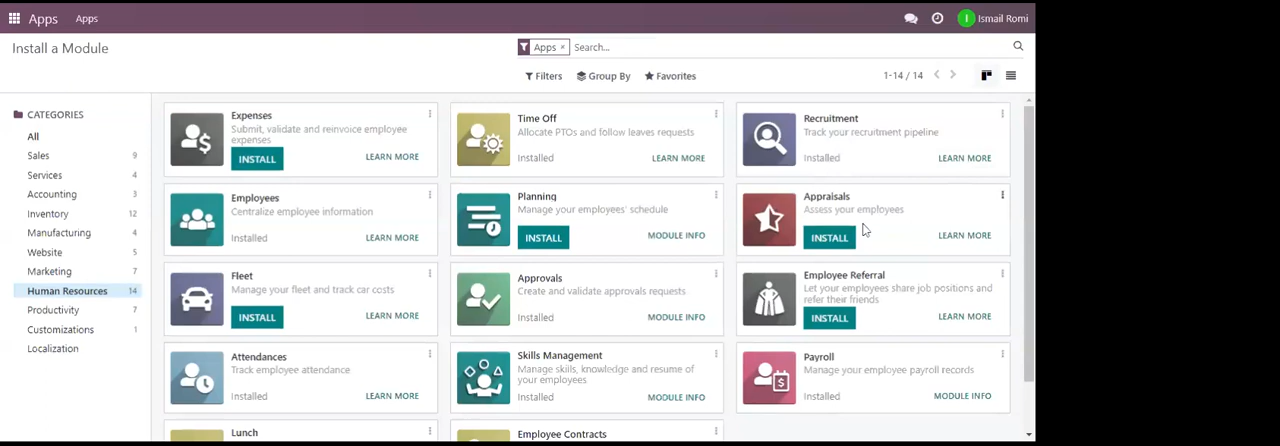 Apps Apps Ismail Romi
Install a Module Apps × Search...
Filters Group By Favorites 1-14 / 14
CATEGORIES
All
Sales 9
Services 4
Accounting 3
Inventory 12
Manufacturing 4
Website 5
Marketing 7
Human Resources 14
Productivity 7
Customizations 1
Localization
Expenses
Submit, validate and reinvoice employee
expenses
INSTALL LEARN MORE
Time Off
Allocate PTOs and follow leaves requests
Installed LEARN MORE
Recruitment
Track your recruitment pipeline
Installed LEARN MORE
Employees
Centralize employee information
Installed LEARN MORE
Planning
Manage your employees' schedule
INSTALL MODULE INFO
Appraisals
Assess your employees
INSTALL LEARN MORE
Fleet
Manage your fleet and track car costs
INSTALL LEARN MORE
Approvals
Create and validate approvals requests
Installed MODULE INFO
Employee Referral
Let your employees share job positions and
refer their friends
INSTALL LEARN MORE
Attendances
Track employee attendance
Installed LEARN MORE
Skills Management
Manage skills, knowledge and resume of
your employees
Installed MODULE INFO
Payroll
Manage your employee payroll records
Installed MODULE INFO
Lunch
Employee Contracts